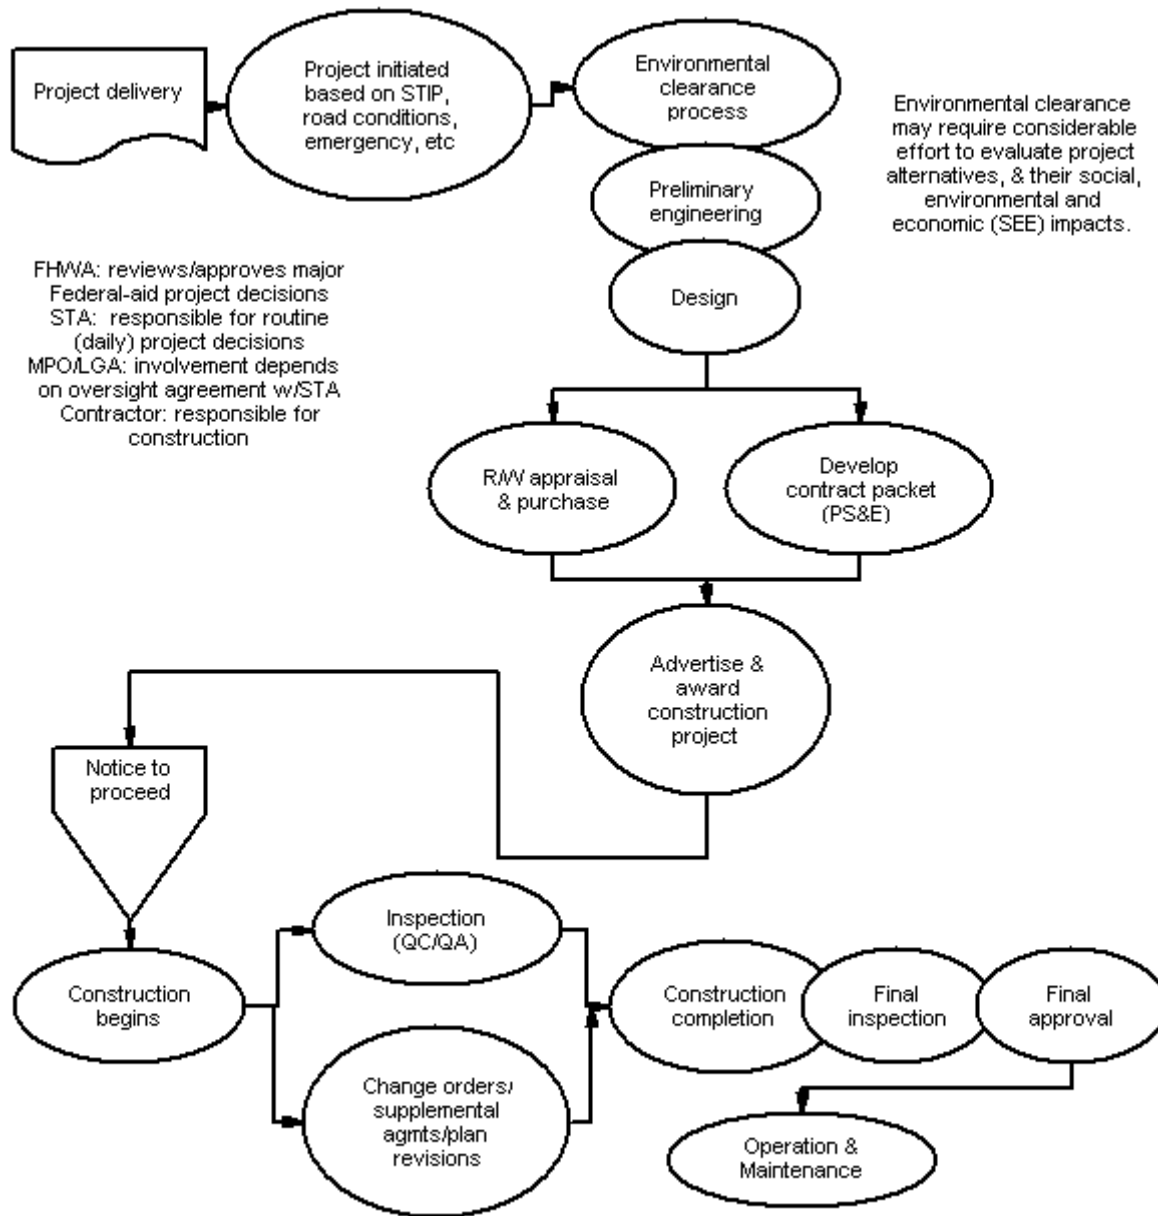 Project delivery
Project initiated
based on STIP,
road conditions,
emergency, etc
Environmental
clearance
process
Environmental clearance
may require considerable
effort to evaluate project
alternatives, & their social,
environmental and
economic (SEE) impacts.
Preliminary
engineering
Design
FHWA: reviews/approves major
Federal-aid project decisions
STA: responsible for routine
(daily) project decisions
MPO/LGA: involvement depends
on oversight agreement w/STA
Contractor: responsible for
construction
R/W appraisal
& purchase
Develop
contract packet
(PS&E)
Advertise &
award
construction
project
Notice to
proceed
Construction
begins
Inspection
(QC/QA)
Change orders/
supplemental
agmts/plan
revisions
Construction
completion
Final
inspection
Final
approval
Operation &
Maintenance